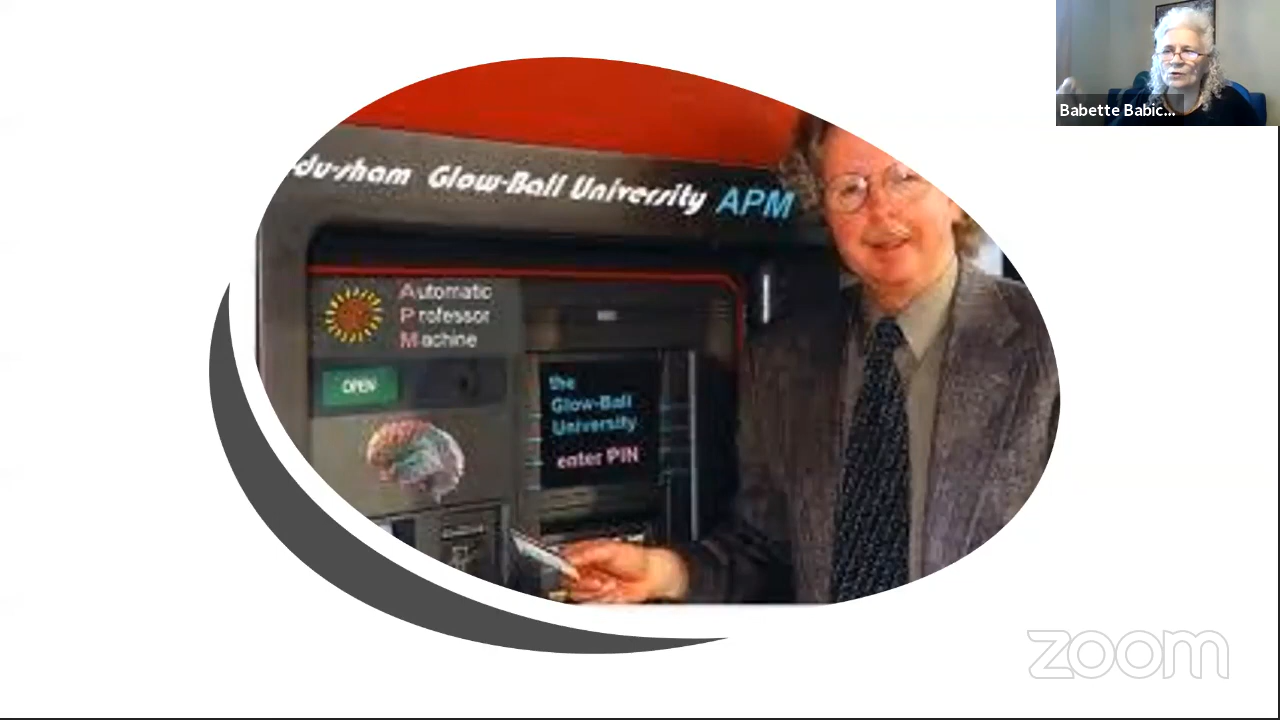 du-sham Glow-Ball University APM
Automatic
Professor
Machine
OPEN
the
Glow-Ball
University
enter PIN
Babette Babic...
zoom